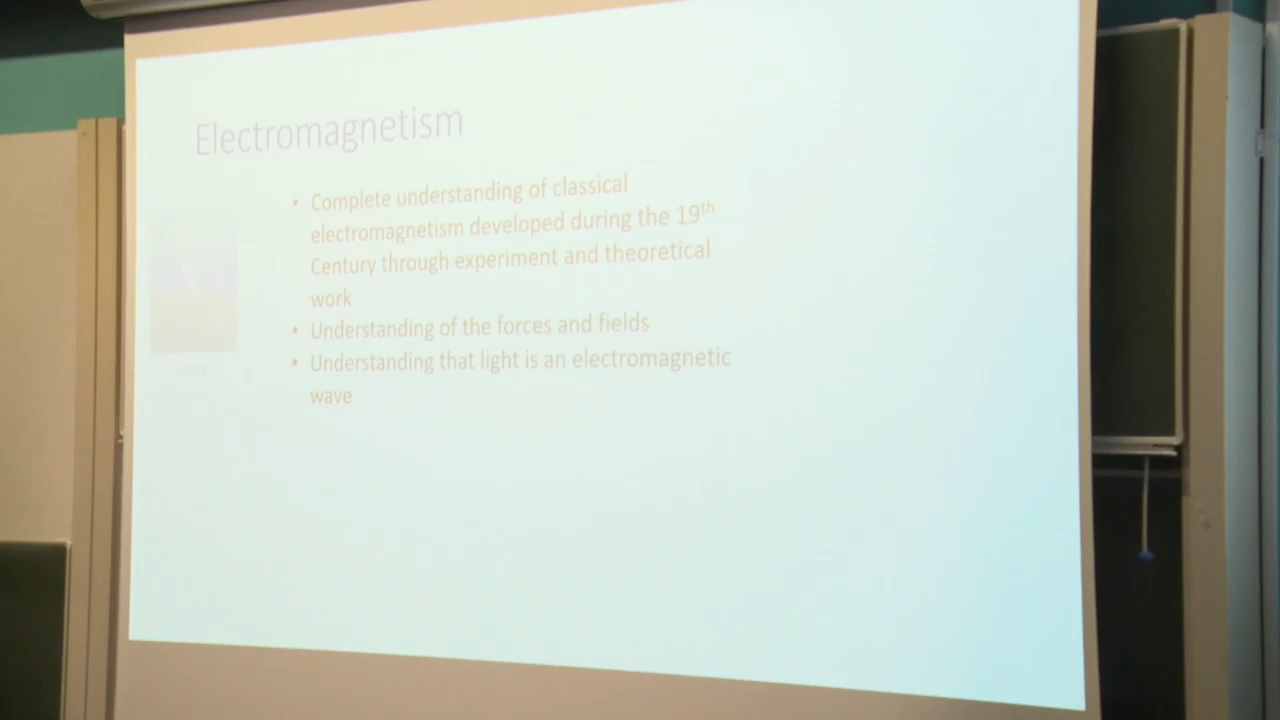 Electromagnetism
• Complete understanding of classical
electromagnetism developed during the 19th
Century through experiment and theoretical
work
• Understanding of the forces and fields
• Understanding that light is an electromagnetic
wave